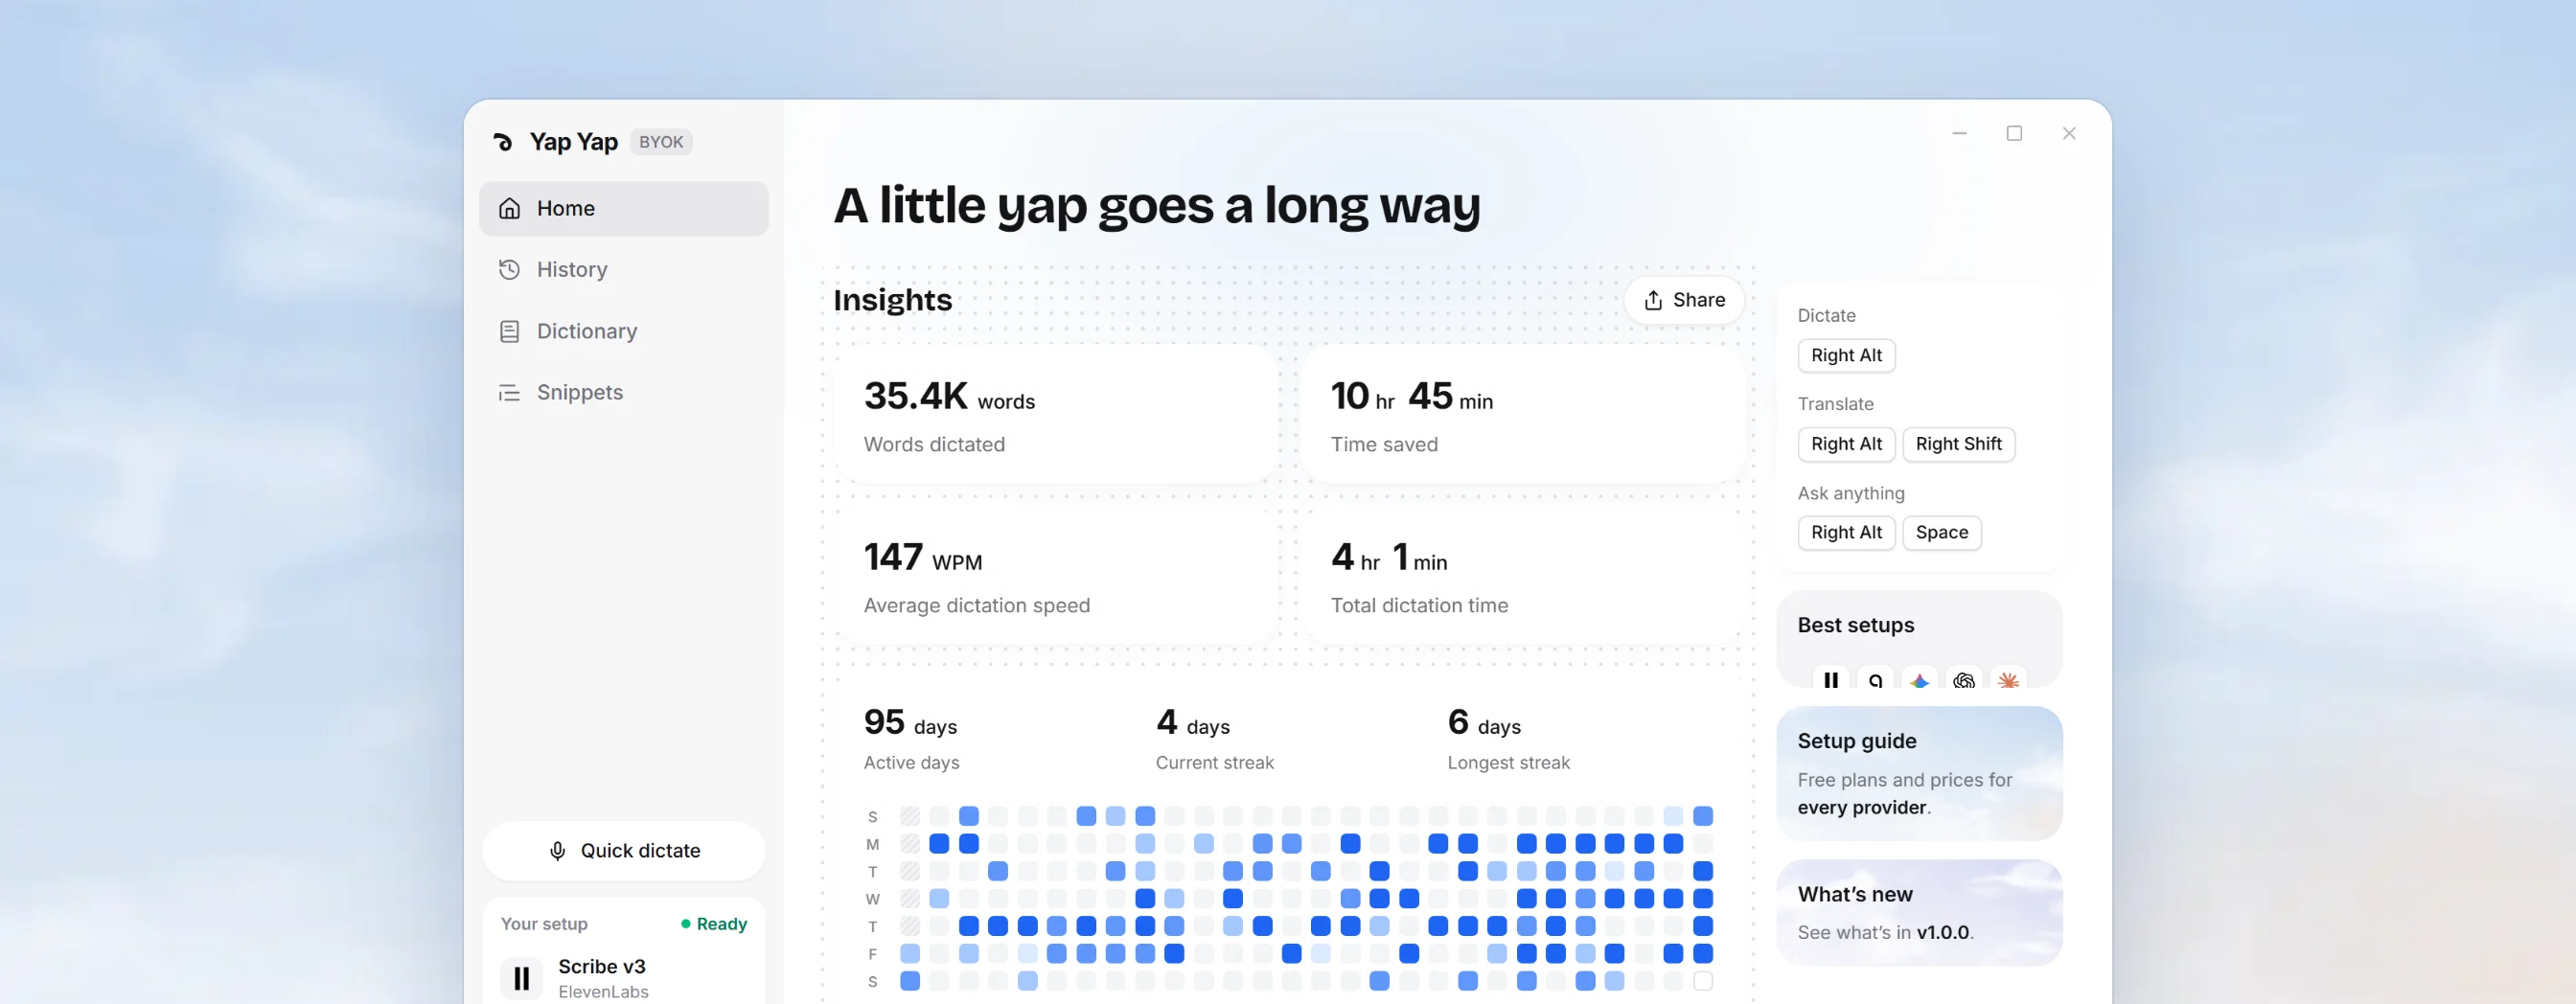 Yap Yap BYOK
Home
History
Dictionary
Snippets
Quick dictate
Your setup Ready
Scribe v3
ElevenLabs
A little yap goes a long way
Insights
Share
35.4K words
Words dictated
10 hr 45 min
Time saved
147 WPM
Average dictation speed
4 hr 1 min
Total dictation time
95 days
Active days
4 days
Current streak
6 days
Longest streak
S
M
T
W
T
F
S
Dictate
Right Alt
Translate
Right Alt Right Shift
Ask anything
Right Alt Space
Best setups
Setup guide
Free plans and prices for
every provider.
What’s new
See what’s in v1.0.0.